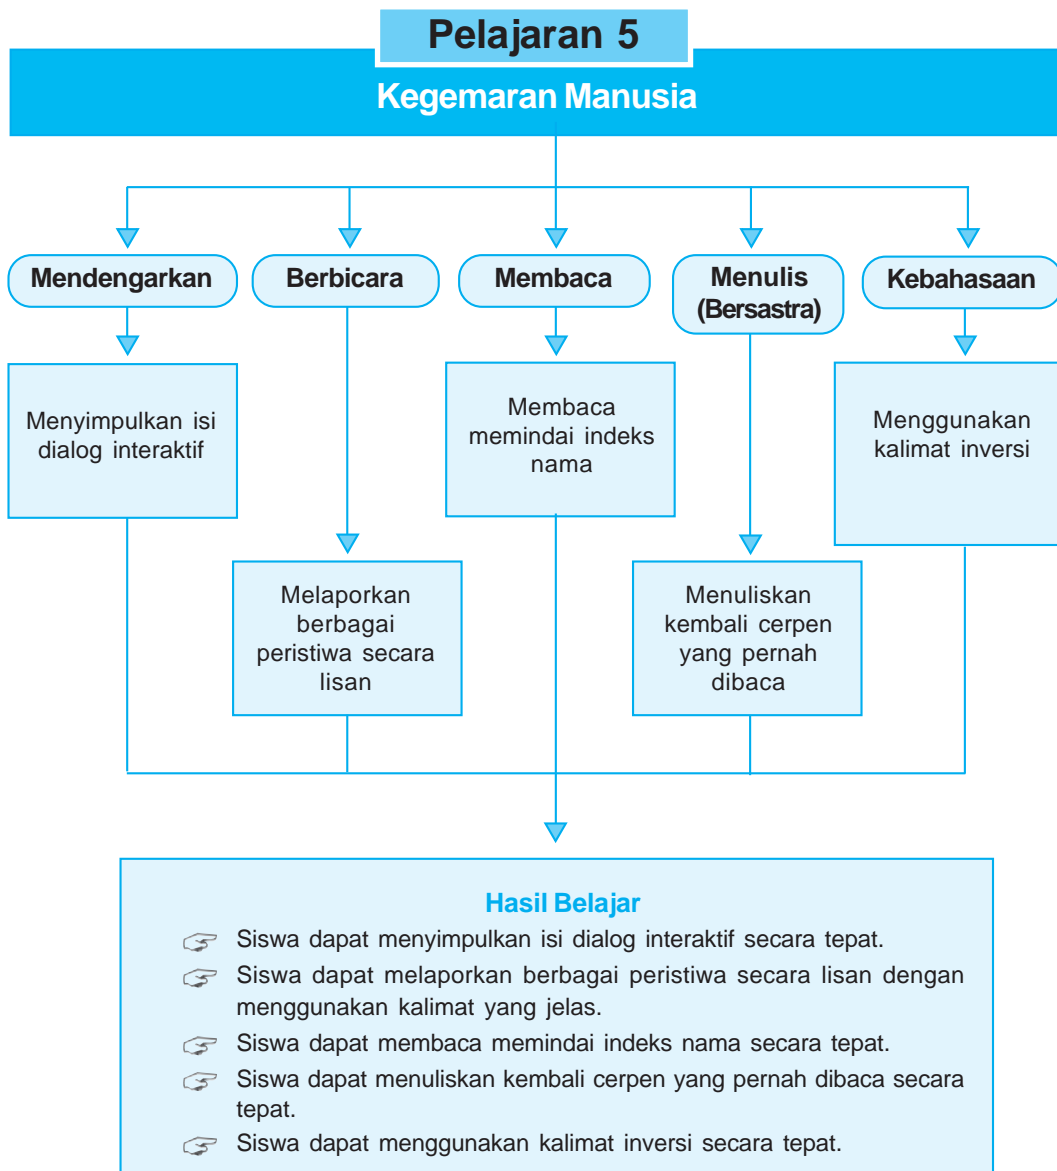 Pelajaran 5
Kegemaran Manusia
Mendengarkan
Berbicara
Membaca
Menulis
(Bersastra)
Kebahasaan
Menyimpulkan isi
dialog interaktif
Membaca
memindai indeks
nama
Menggunakan
kalimat inversi
Melaporkan
berbagai
peristiwa secara
lisan
Menuliskan
kembali cerpen
yang pernah
dibaca
Hasil Belajar
Siswa dapat menyimpulkan isi dialog interaktif secara tepat.
Siswa dapat melaporkan berbagai peristiwa secara lisan dengan
menggunakan kalimat yang jelas.
Siswa dapat membaca memindai indeks nama secara tepat.
Siswa dapat menuliskan kembali cerpen yang pernah dibaca secara
tepat.
Siswa dapat menggunakan kalimat inversi secara tepat.